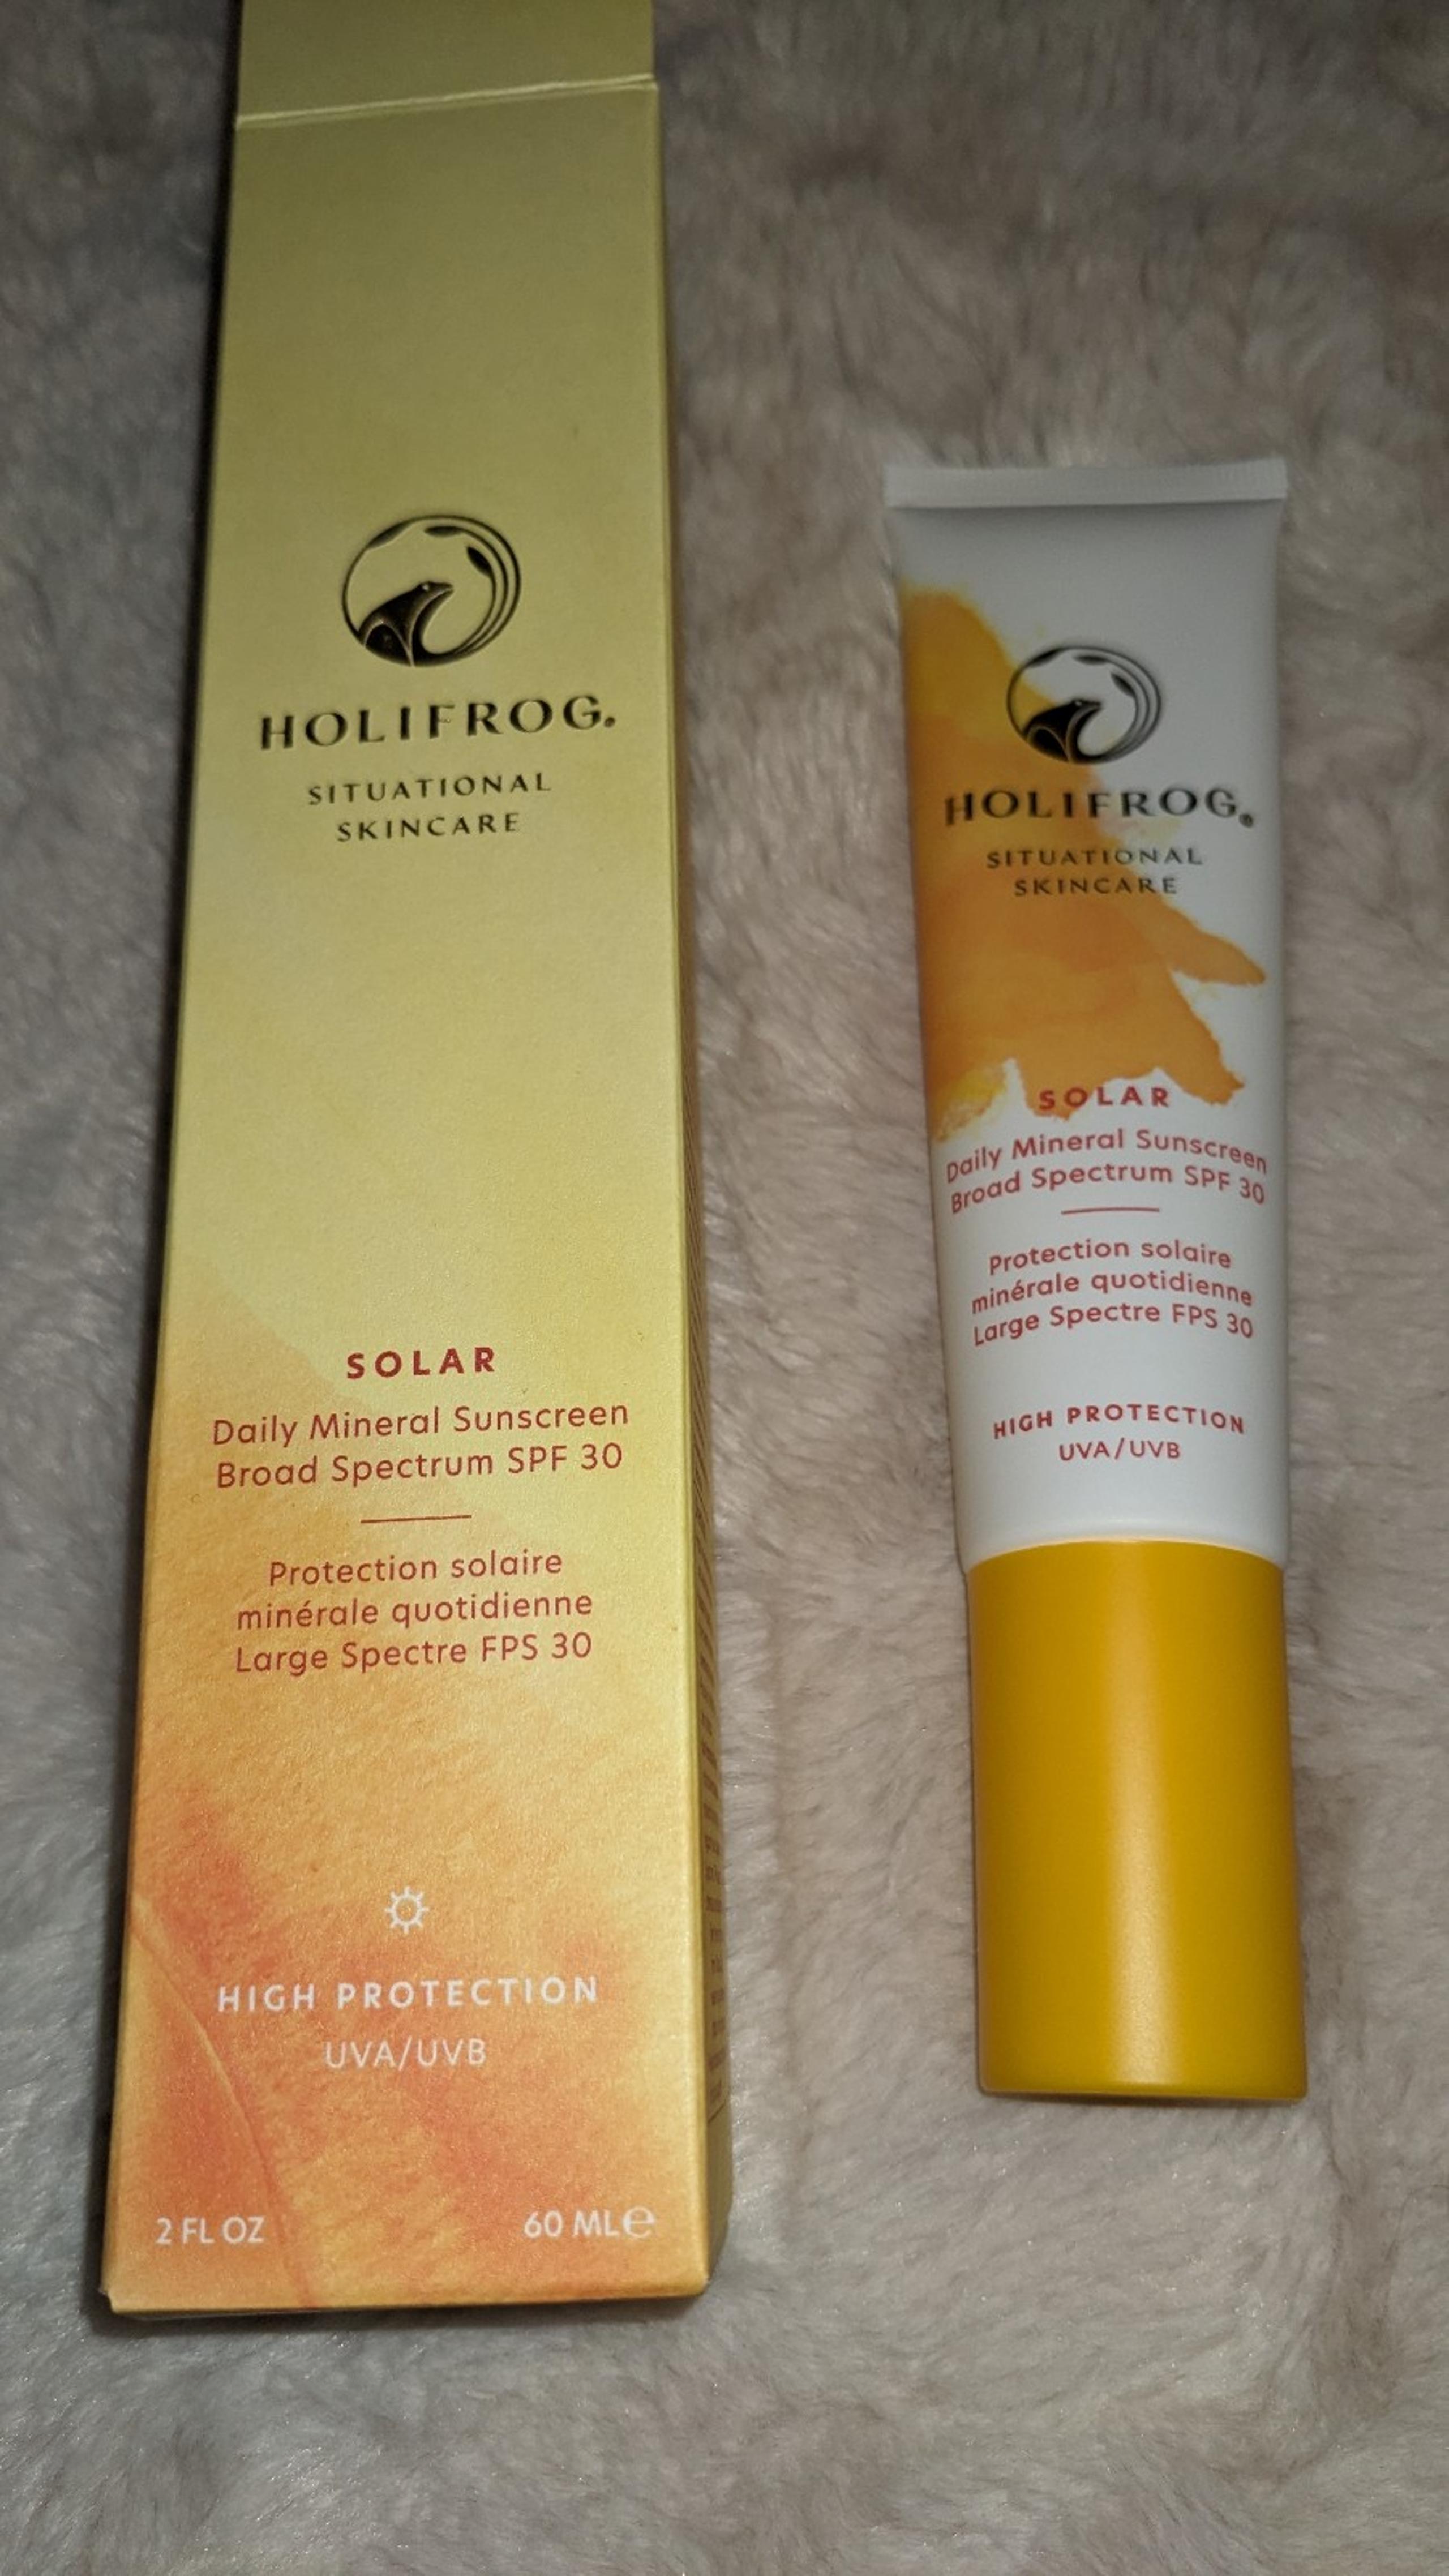 HOLIFROG®
SITUATIONAL
SKINCARE
SOLAR
Daily Mineral Sunscreen
Broad Spectrum SPF 30
Protection solaire
minérale quotidienne
Large Spectre FPS 30
HIGH PROTECTION
UVA/UVB
2 FL OZ
60 ML℮
HOLIFROG®
SITUATIONAL
SKINCARE
SOLAR
Daily Mineral Sunscreen
Broad Spectrum SPF 30
Protection solaire
minérale quotidienne
Large Spectre FPS 30
HIGH PROTECTION
UVA/UVB